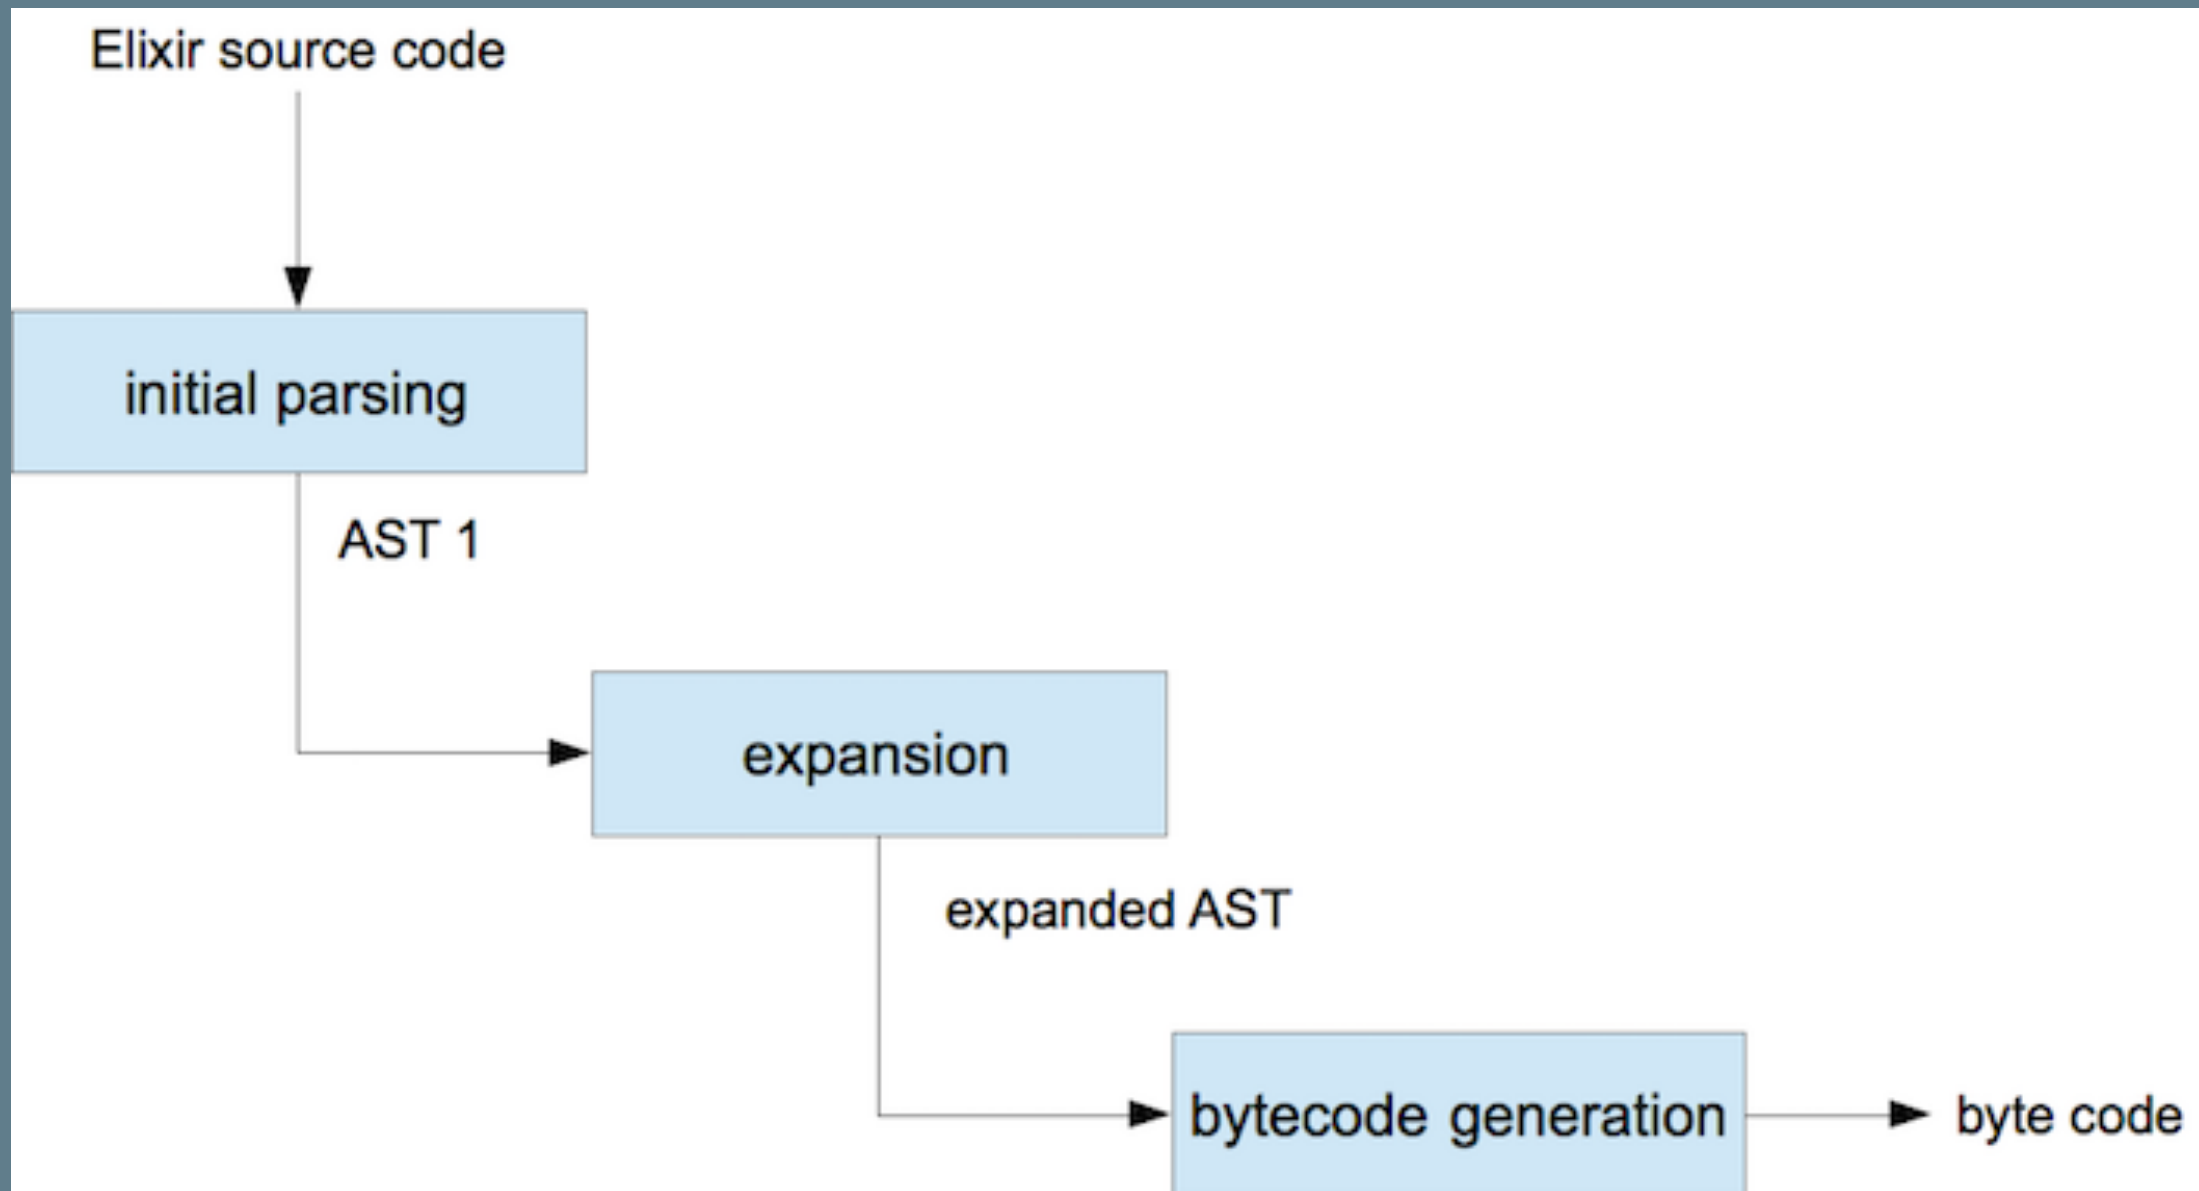 Elixir source code
initial parsing
AST 1
expansion
expanded AST
bytecode generation
byte code